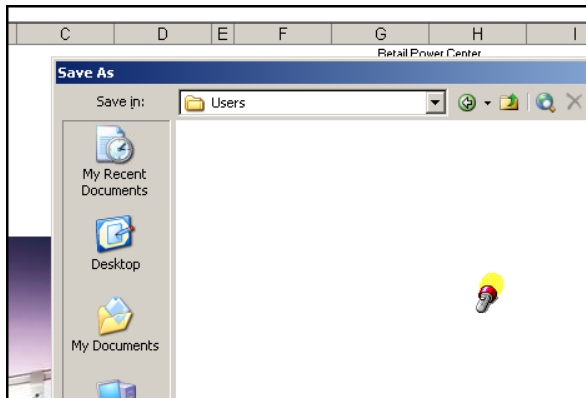 C D E F G H I
Retail Power Center
Save As
Save in:
Users
My Recent
Documents
Desktop
My Documents